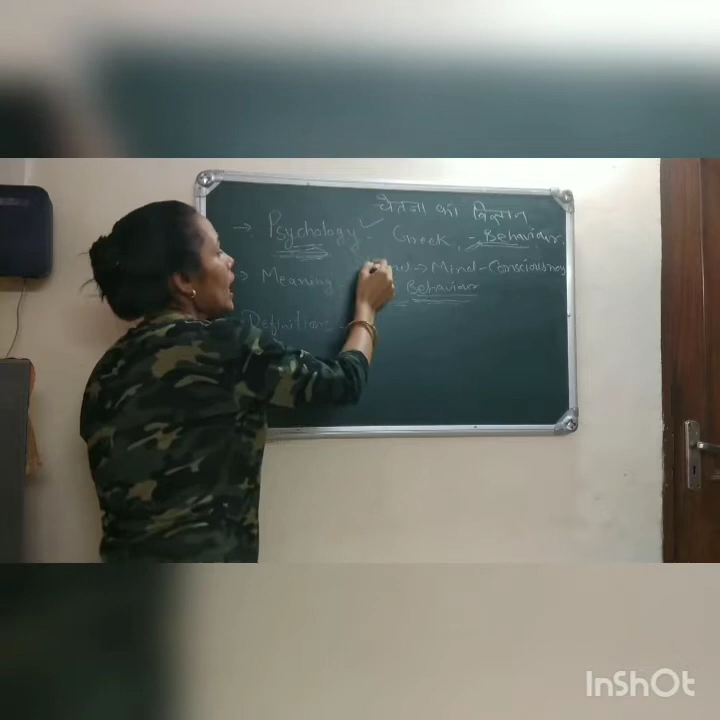 चेतना का विज्ञान
→ Psychology ✓ - Greek, - Behaviour,
→ Meaning → Mind - Consciousness
Behaviour
Definition:-
InShOt